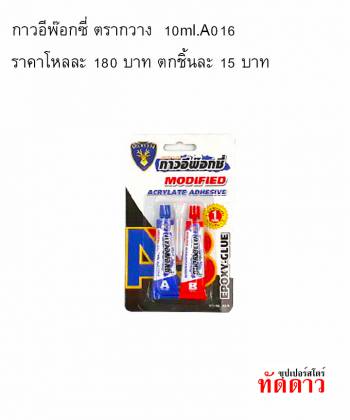 กาวอีพ๊อกซี่ ตรากวาง 10ml.A016
ราคาโหลละ 180 บาท ตกชิ้นละ 15 บาท
กาวอีพ๊อกซี่
MODIFIED
ACRYLATE ADHESIVE
1
A
B
EPOXY-GLUE
ซุปเปอร์สโตร์
ทัดดาว